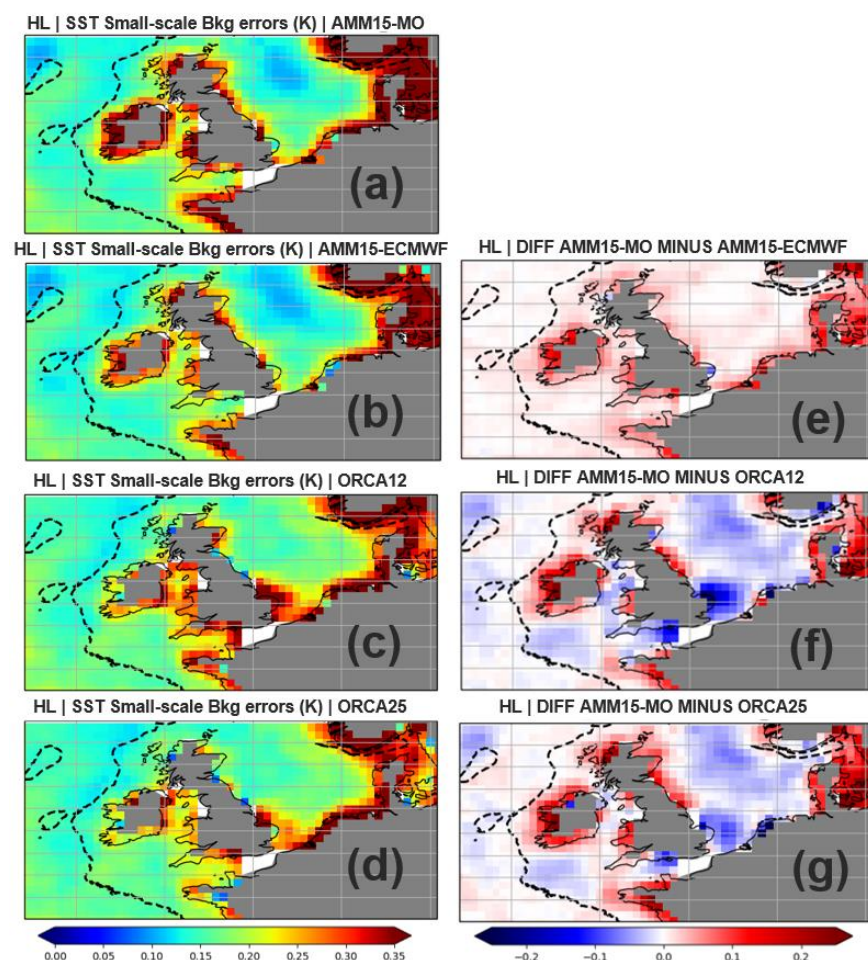 HL | SST Small-scale Bkg errors (K) | AMM15-MO
(a)
HL | SST Small-scale Bkg errors (K) | AMM15-ECMWF
(b)
HL | DIFF AMM15-MO MINUS AMM15-ECMWF
(e)
HL | SST Small-scale Bkg errors (K) | ORCA12
(c)
HL | DIFF AMM15-MO MINUS ORCA12
(f)
HL | SST Small-scale Bkg errors (K) | ORCA25
(d)
HL | DIFF AMM15-MO MINUS ORCA25
(g)
0.00 0.05 0.10 0.15 0.20 0.25 0.30 0.35
−0.2 −0.1 0.0 0.1 0.2